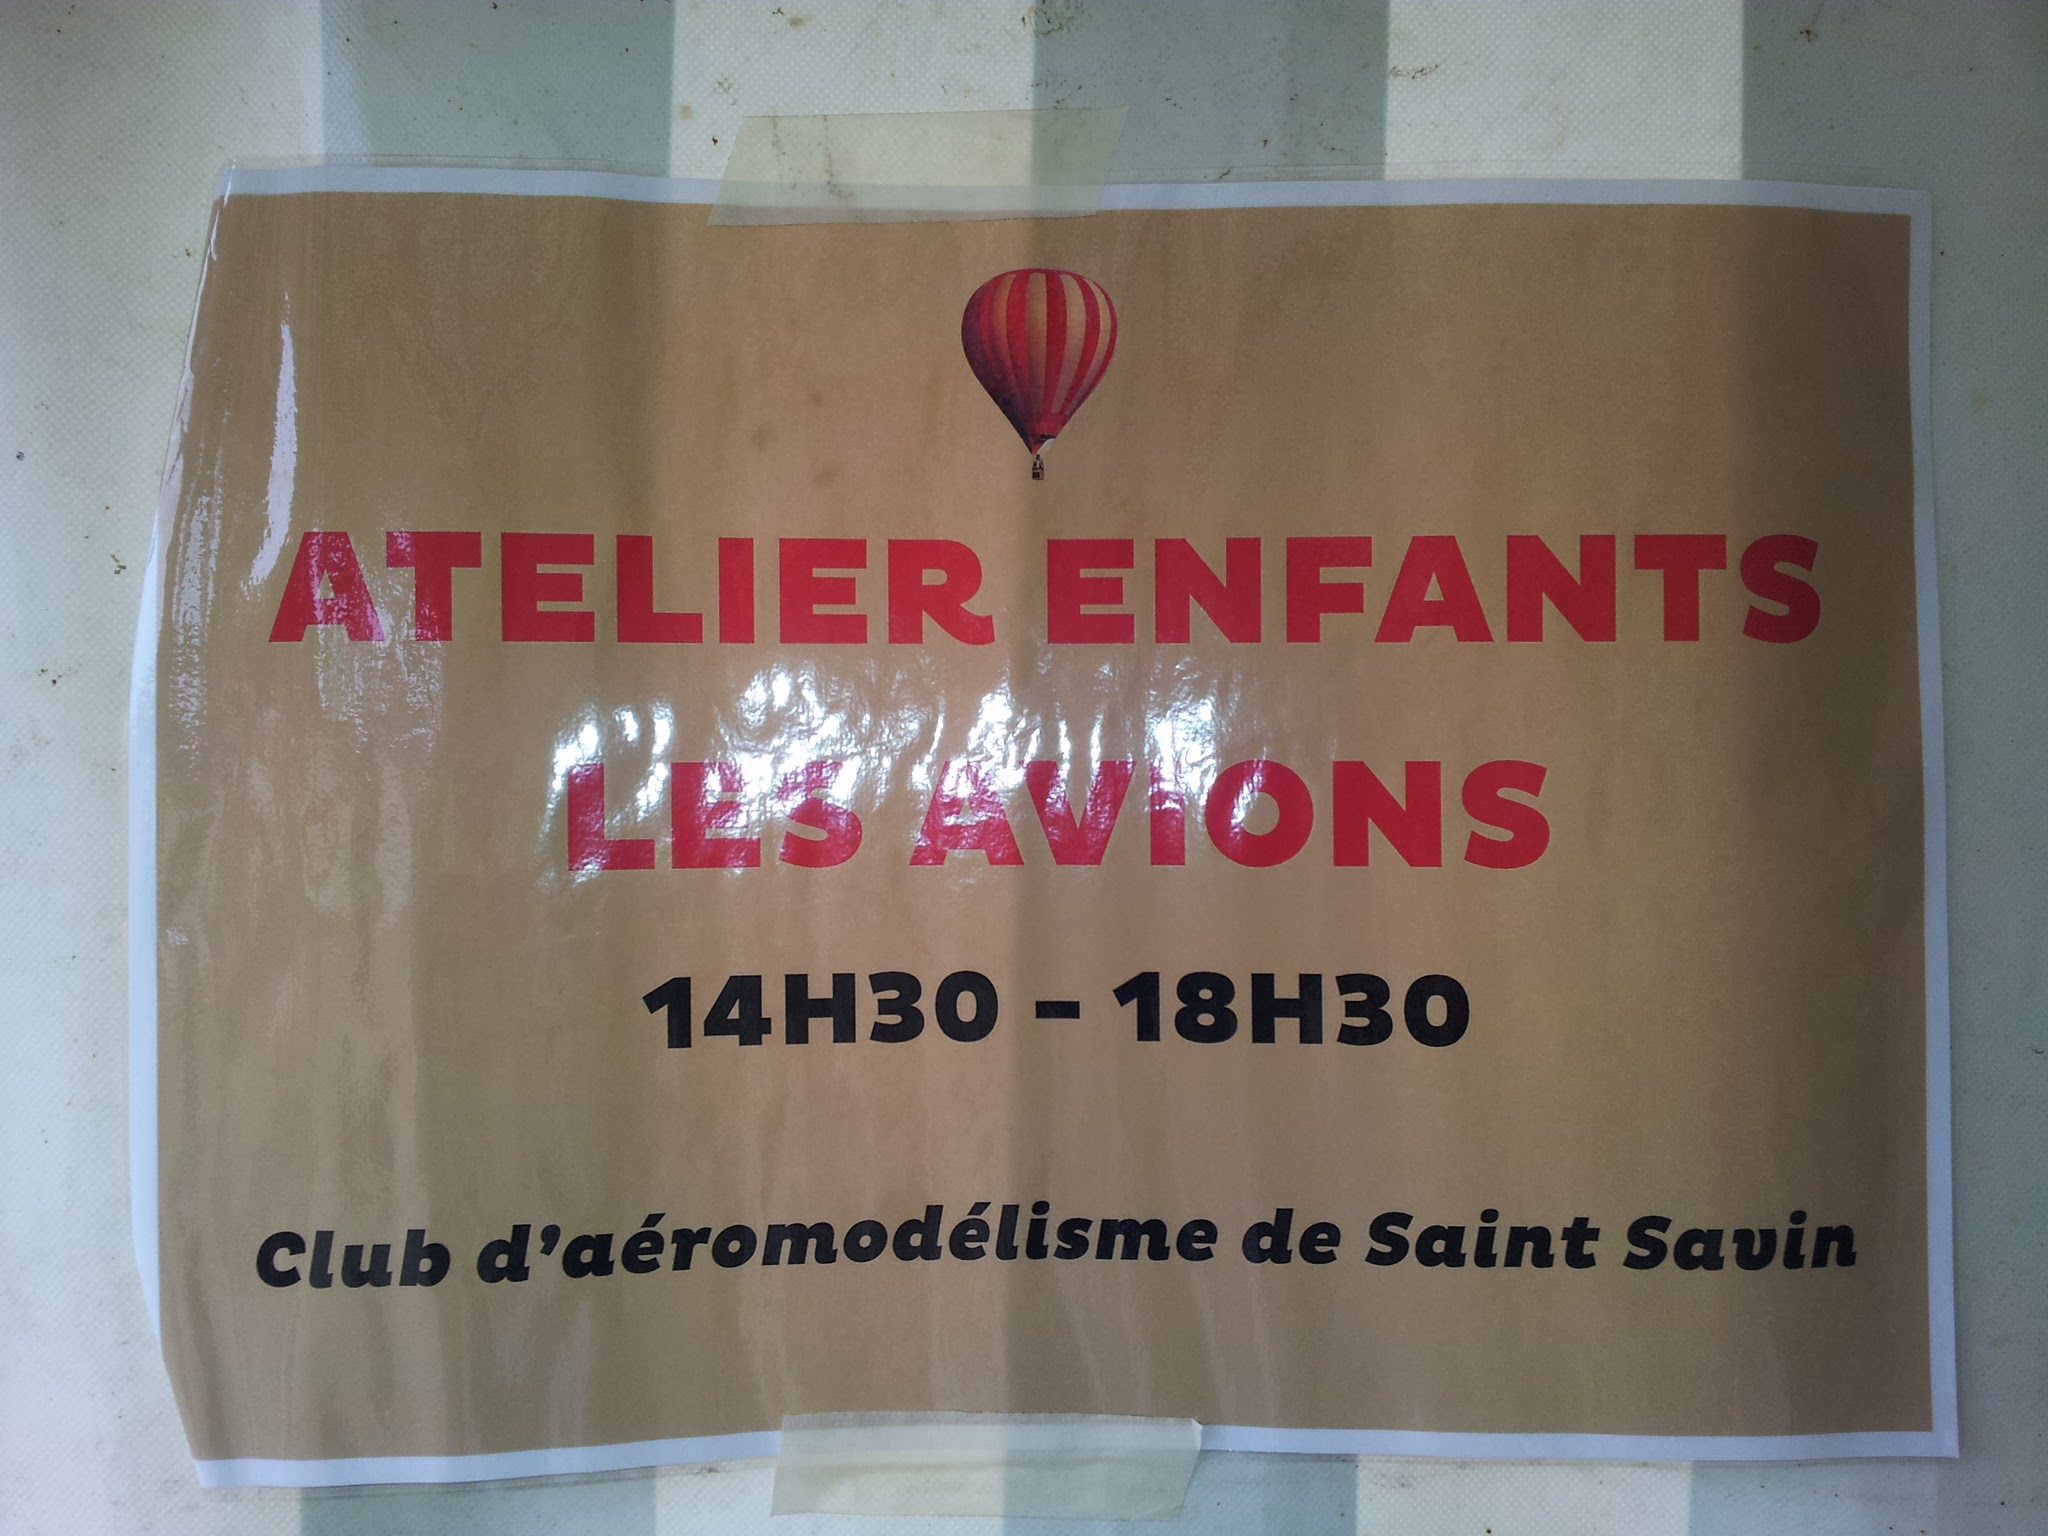 ATELIER ENFANTS
LES AVIONS
14H30 - 18H30
Club d'aéromodélisme de Saint Savin